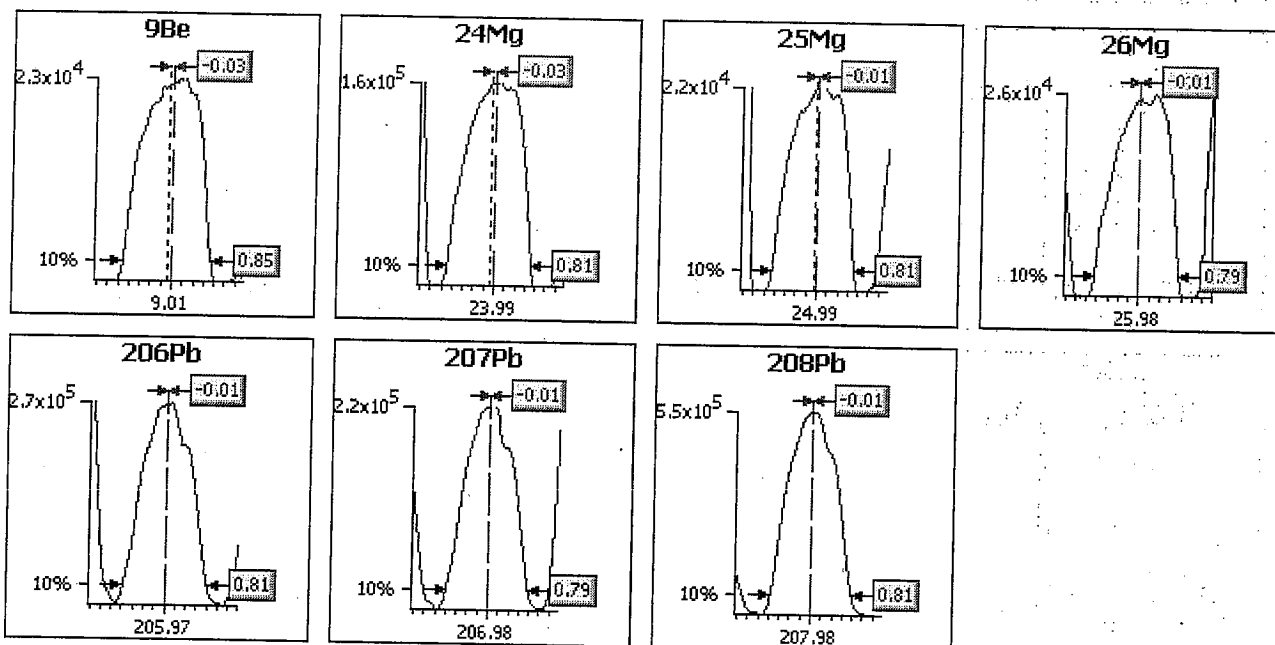 9Be
-0.03
2.3x10^4
10%
0.85
9.01
24Mg
-0.03
1.6x10^5
10%
0.81
23.99
25Mg
-0.01
2.2x10^4
10%
0.81
24.99
26Mg
-0.01
2.6x10^4
10%
0.79
25.98
206Pb
-0.01
2.7x10^5
10%
0.81
205.97
207Pb
-0.01
2.2x10^5
10%
0.79
206.98
208Pb
-0.01
5.5x10^5
10%
0.81
207.98